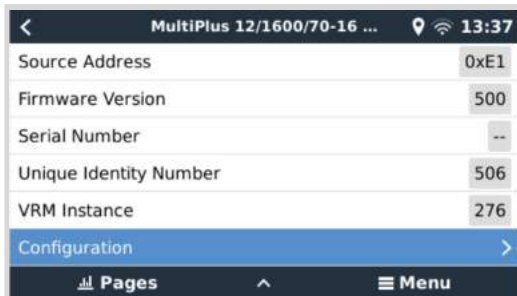 MultiPlus 12/1600/70-16 ... 13:37
Source Address 0xE1
Firmware Version 500
Serial Number --
Unique Identity Number 506
VRM Instance 276
Configuration
Pages Menu